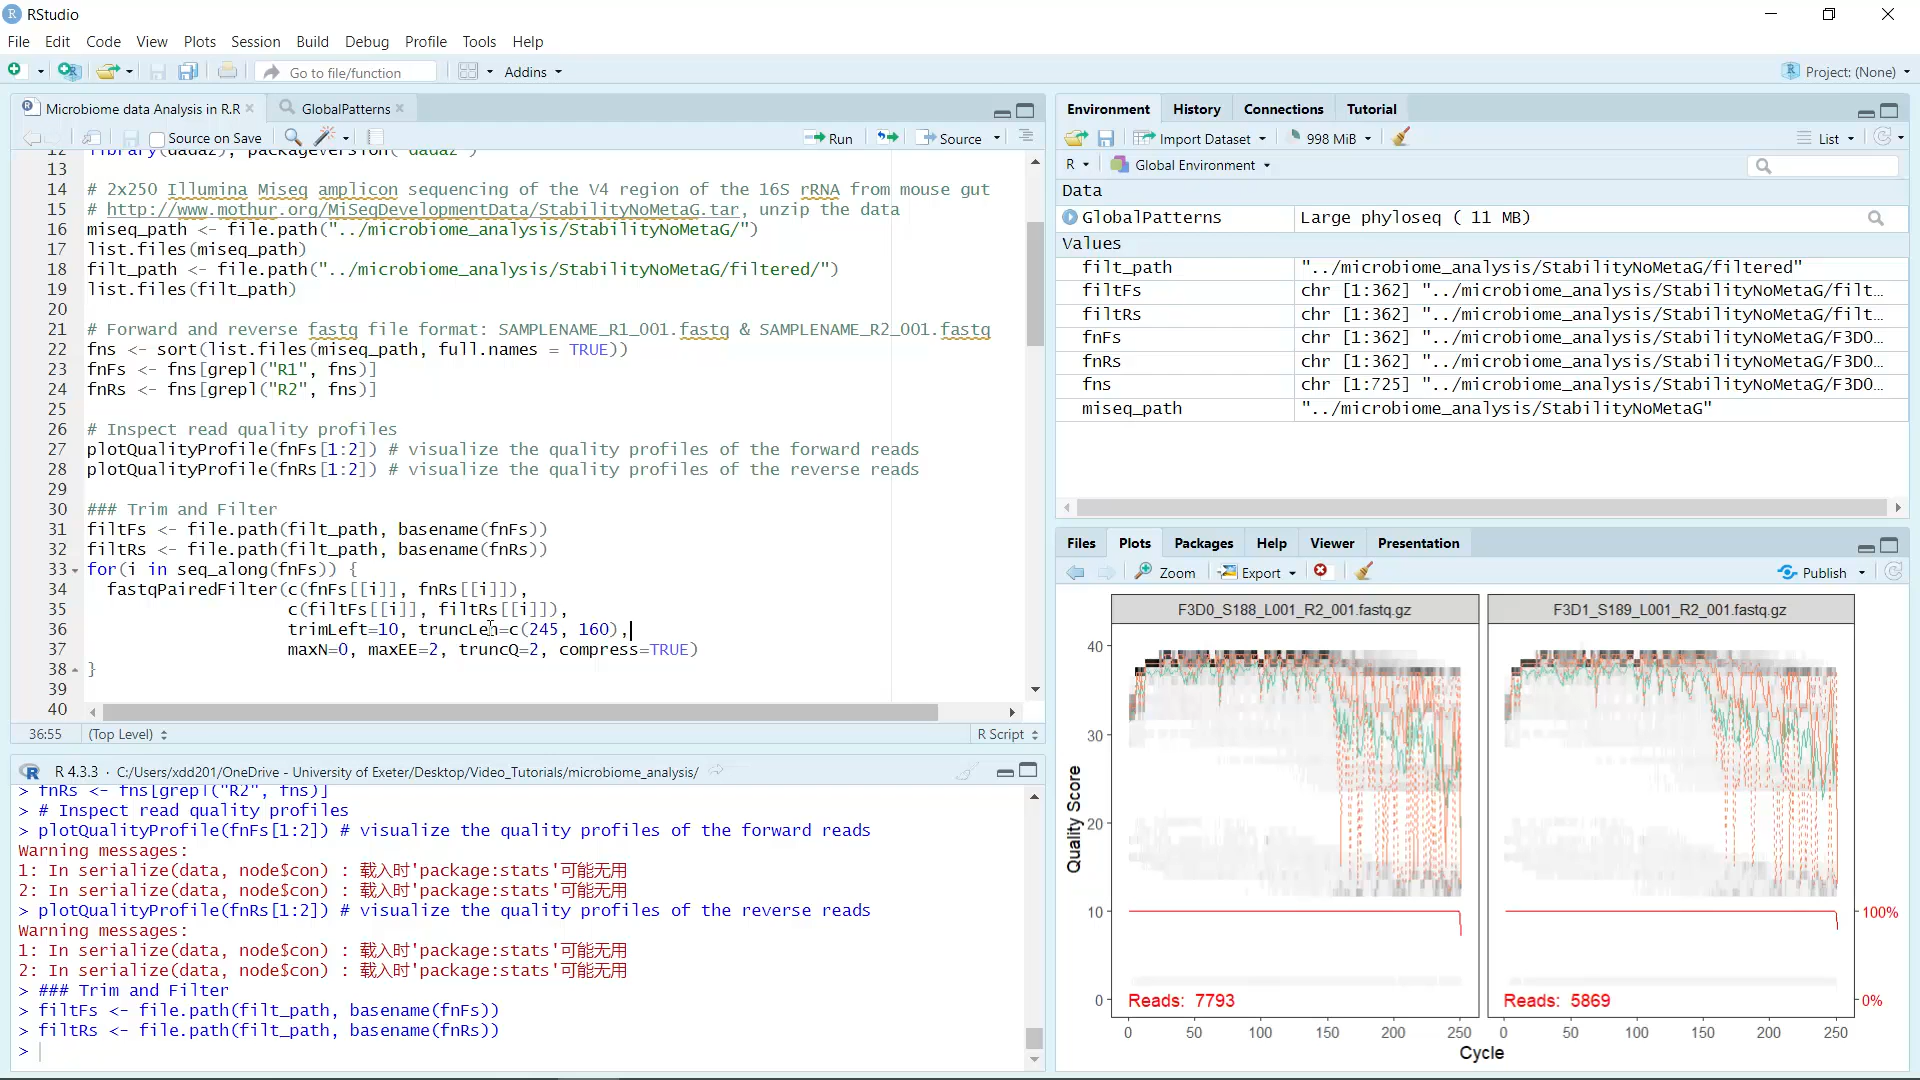 RStudio
File Edit Code View Plots Session Build Debug Profile Tools Help
Go to file/function Addins Project: (None)
Microbiome data Analysis in R.R GlobalPatterns
Source on Save Run Source
12 library(dada2); packageVersion("dada2")
13
14 # 2x250 Illumina Miseq amplicon sequencing of the V4 region of the 16S rRNA from mouse gut
15 # http://www.mothur.org/MiSeqDevelopmentData/StabilityNoMetaG.tar, unzip the data
16 miseq_path <- file.path("../microbiome_analysis/StabilityNoMetaG/")
17 list.files(miseq_path)
18 filt_path <- file.path("../microbiome_analysis/StabilityNoMetaG/filtered/")
19 list.files(filt_path)
20
21 # Forward and reverse fastq file format: SAMPLENAME_R1_001.fastq & SAMPLENAME_R2_001.fastq
22 fns <- sort(list.files(miseq_path, full.names = TRUE))
23 fnFs <- fns[grepl("R1", fns)]
24 fnRs <- fns[grepl("R2", fns)]
25
26 # Inspect read quality profiles
27 plotQualityProfile(fnFs[1:2]) # visualize the quality profiles of the forward reads
28 plotQualityProfile(fnRs[1:2]) # visualize the quality profiles of the reverse reads
29
30 ### Trim and Filter
31 filtFs <- file.path(filt_path, basename(fnFs))
32 filtRs <- file.path(filt_path, basename(fnRs))
33 for(i in seq_along(fnFs)) {
34 fastqPairedFilter(c(fnFs[[i]], fnRs[[i]]),
35 c(filtFs[[i]], filtRs[[i]]),
36 trimLeft=10, truncLen=c(245, 160),
37 maxN=0, maxEE=2, truncQ=2, compress=TRUE)
38 }
39
40
36:55 (Top Level) R Script
R 4.3.3 · C:/Users/xdd201/OneDrive - University of Exeter/Desktop/Video_Tutorials/microbiome_analysis/
> fnRs <- fns[grepl("R2", fns)]
> # Inspect read quality profiles
> plotQualityProfile(fnFs[1:2]) # visualize the quality profiles of the forward reads
Warning messages:
1: In serialize(data, node$con) : 载入时'package:stats'可能无用
2: In serialize(data, node$con) : 载入时'package:stats'可能无用
> plotQualityProfile(fnRs[1:2]) # visualize the quality profiles of the reverse reads
Warning messages:
1: In serialize(data, node$con) : 载入时'package:stats'可能无用
2: In serialize(data, node$con) : 载入时'package:stats'可能无用
> ### Trim and Filter
> filtFs <- file.path(filt_path, basename(fnFs))
> filtRs <- file.path(filt_path, basename(fnRs))
>
Environment History Connections Tutorial
Import Dataset 998 MiB List
R Global Environment
Data
GlobalPatterns Large phyloseq ( 11 MB)
Values
filt_path "../microbiome_analysis/StabilityNoMetaG/filtered"
filtFs chr [1:362] "../microbiome_analysis/StabilityNoMetaG/filt…
filtRs chr [1:362] "../microbiome_analysis/StabilityNoMetaG/filt…
fnFs chr [1:362] "../microbiome_analysis/StabilityNoMetaG/F3D0…
fnRs chr [1:362] "../microbiome_analysis/StabilityNoMetaG/F3D0…
fns chr [1:725] "../microbiome_analysis/StabilityNoMetaG/F3D0…
miseq_path "../microbiome_analysis/StabilityNoMetaG"
Files Plots Packages Help Viewer Presentation
Zoom Export Publish
F3D0_S188_L001_R2_001.fastq.gz F3D1_S189_L001_R2_001.fastq.gz
40
30
20
10 100%
0 0%
Quality Score
Reads: 7793 Reads: 5869
0 50 100 150 200 250 0 50 100 150 200 250
Cycle